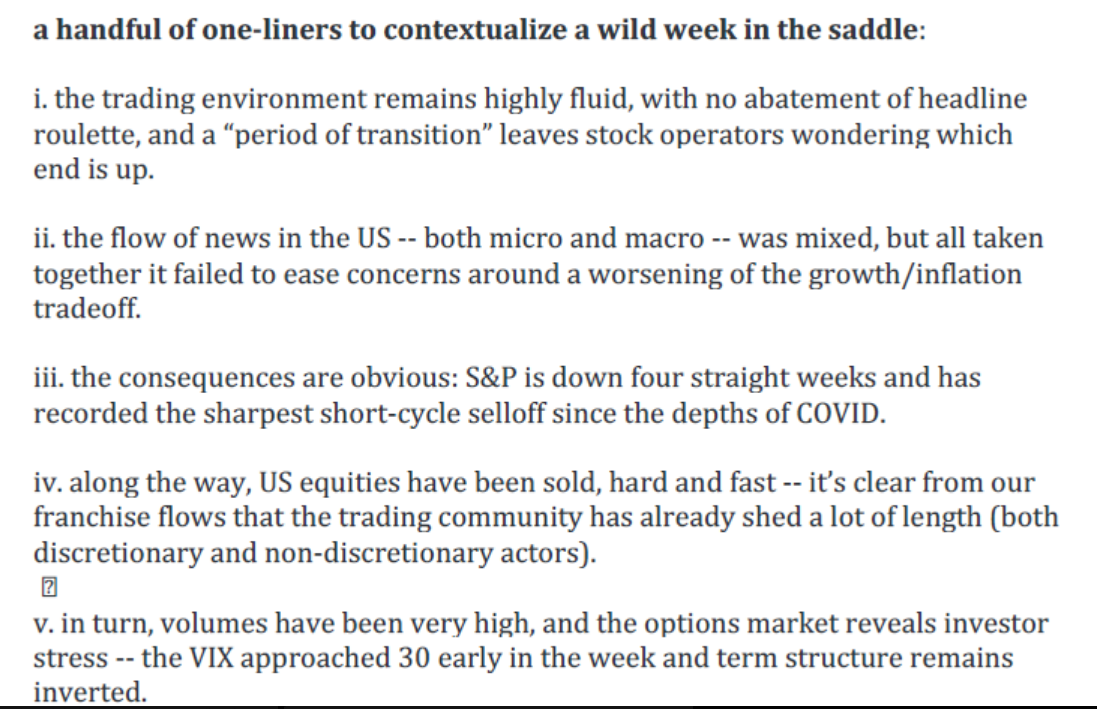 a handful of one-liners to contextualize a wild week in the saddle:
i. the trading environment remains highly fluid, with no abatement of headline
roulette, and a “period of transition” leaves stock operators wondering which
end is up.
ii. the flow of news in the US -- both micro and macro -- was mixed, but all taken
together it failed to ease concerns around a worsening of the growth/inflation
tradeoff.
iii. the consequences are obvious: S&P is down four straight weeks and has
recorded the sharpest short-cycle selloff since the depths of COVID.
iv. along the way, US equities have been sold, hard and fast -- it’s clear from our
franchise flows that the trading community has already shed a lot of length (both
discretionary and non-discretionary actors).
v. in turn, volumes have been very high, and the options market reveals investor
stress -- the VIX approached 30 early in the week and term structure remains
inverted.